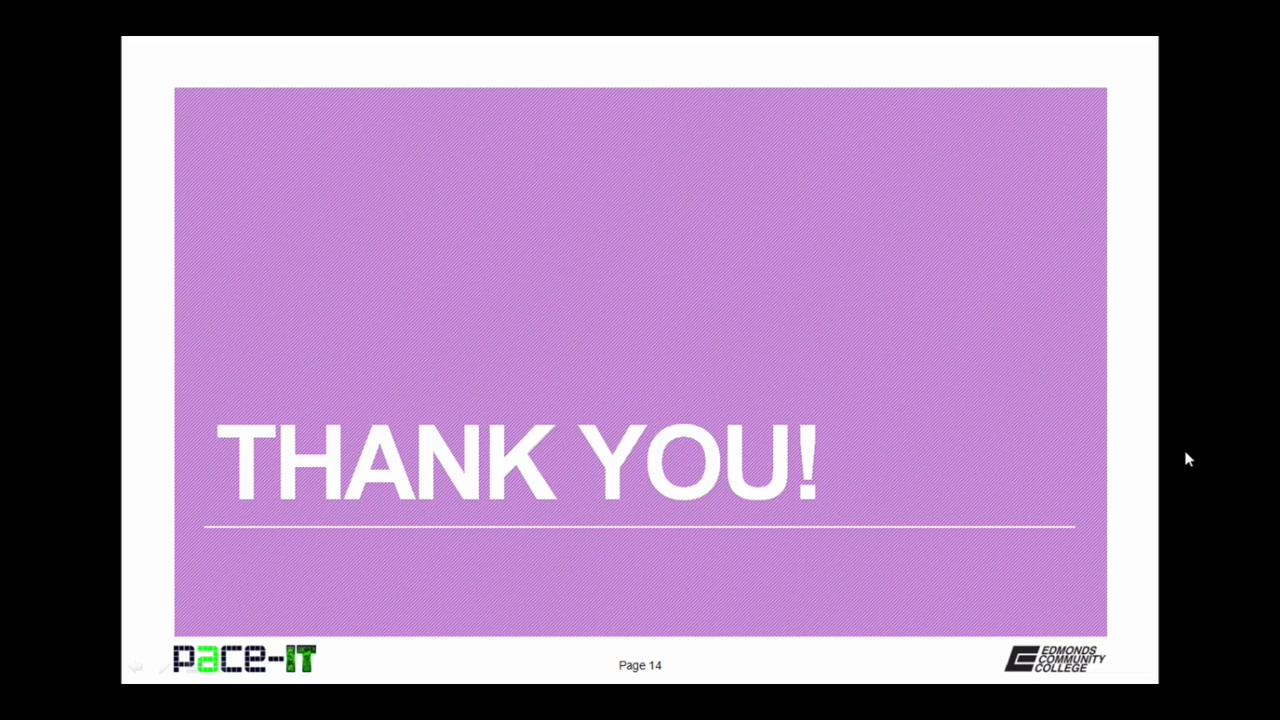 THANK YOU!
pace-IT
Page 14
EDMONDS
COMMUNITY
COLLEGE